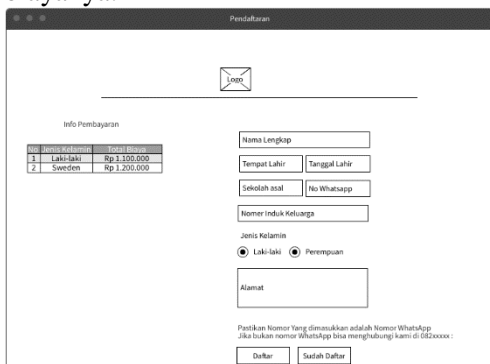 Pendaftaran
Logo
Info Pembayaran
No Jenis Kelamin Total Biaya
1 Laki-laki Rp 1.100.000
2 Sweden Rp 1.200.000
Nama Lengkap
Tempat Lahir Tanggal Lahir
Sekolah asal No Whatsapp
Nomer Induk Keluarga
Jenis Kelamin
Laki-laki Perempuan
Alamat
Pastikan Nomor Yang dimasukkan adalah Nomor WhatsApp
Jika bukan nomor WhatsApp bisa menghubungi kami di 082xxxxx :
Daftar Sudah Daftar